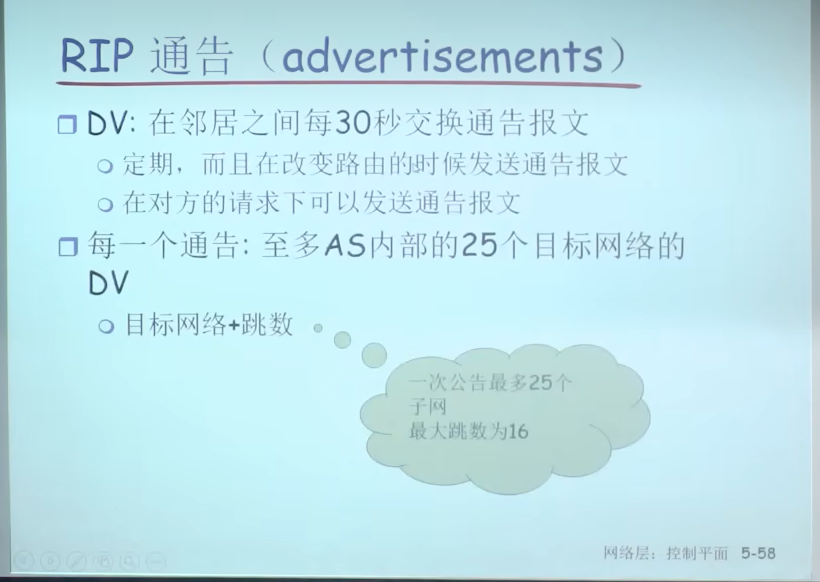 RIP 通告（advertisements）
DV: 在邻居之间每30秒交换通告报文
定期，而且在改变路由的时候发送通告报文
在对方的请求下可以发送通告报文
每一个通告: 至多AS内部的25个目标网络的
DV
目标网络+跳数
一次公告最多25个
子网
最大跳数为16
网络层：控制平面 5-58